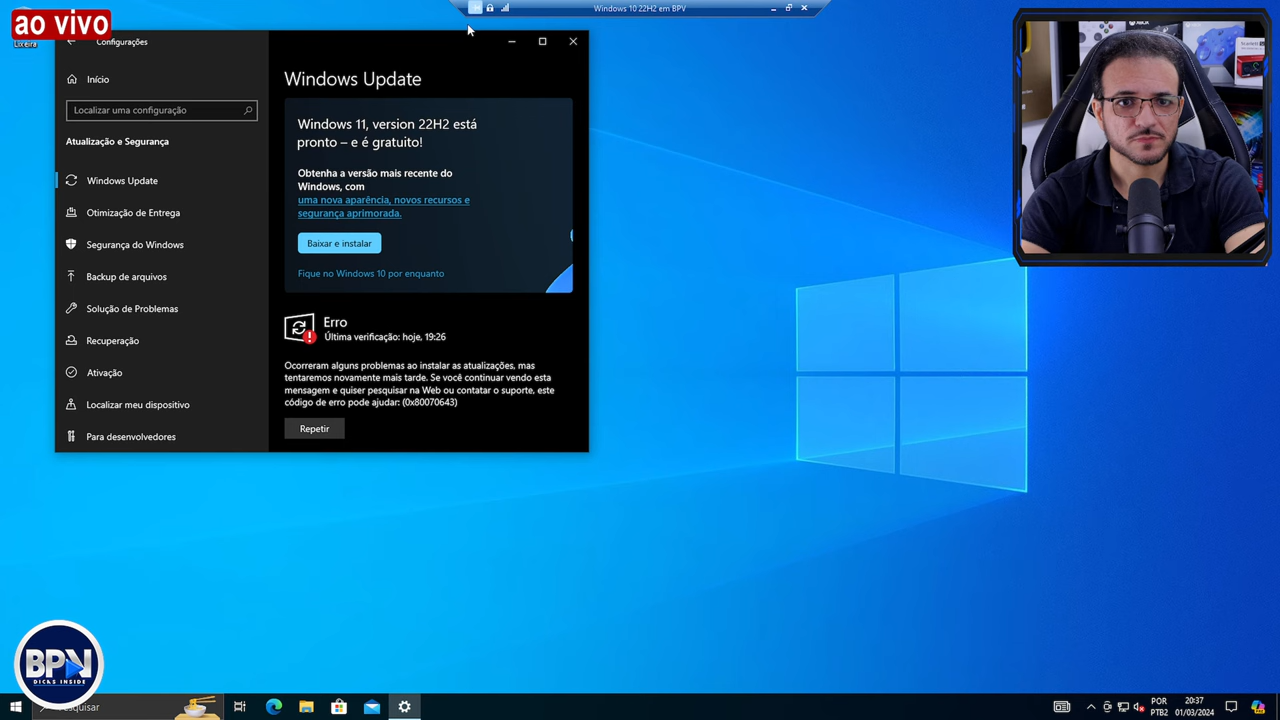 ao vivo
Lixeira
Windows 10 22H2 em BPV
Configurações
Início
Localizar uma configuração
Atualização e Segurança
Windows Update
Otimização de Entrega
Segurança do Windows
Backup de arquivos
Solução de Problemas
Recuperação
Ativação
Localizar meu dispositivo
Para desenvolvedores
Windows Update
Windows 11, version 22H2 está
pronto – e é gratuito!
Obtenha a versão mais recente do
Windows, com
uma nova aparência, novos recursos e
segurança aprimorada.
Baixar e instalar
Fique no Windows 10 por enquanto
Erro
Última verificação: hoje, 19:26
Ocorreram alguns problemas ao instalar as atualizações, mas
tentaremos novamente mais tarde. Se você continuar vendo esta
mensagem e quiser pesquisar na Web ou contatar o suporte, este
código de erro pode ajudar: (0x80070643)
Repetir
XBOX
BPN
DICAS INSIDE
POR
PTB2
20:37
01/03/2024